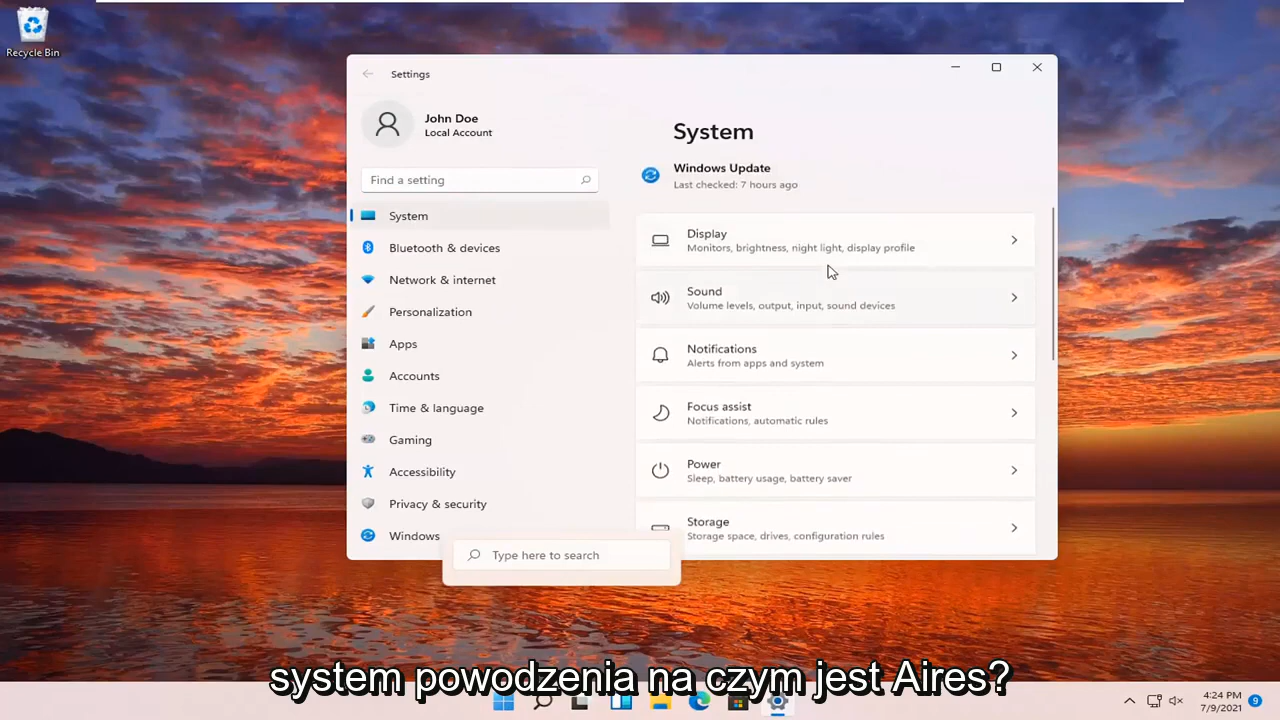 Recycle Bin
Settings
John Doe
Local Account
Find a setting
System
Bluetooth & devices
Network & internet
Personalization
Apps
Accounts
Time & language
Gaming
Accessibility
Privacy & security
Windows
System
Windows Update
Last checked: 7 hours ago
Display
Monitors, brightness, night light, display profile
Sound
Volume levels, output, input, sound devices
Notifications
Alerts from apps and system
Focus assist
Notifications, automatic rules
Power
Sleep, battery usage, battery saver
Storage
Storage space, drives, configuration rules
Type here to search
system powodzenia na czym jest Aires?
4:24 PM
7/9/2021
9